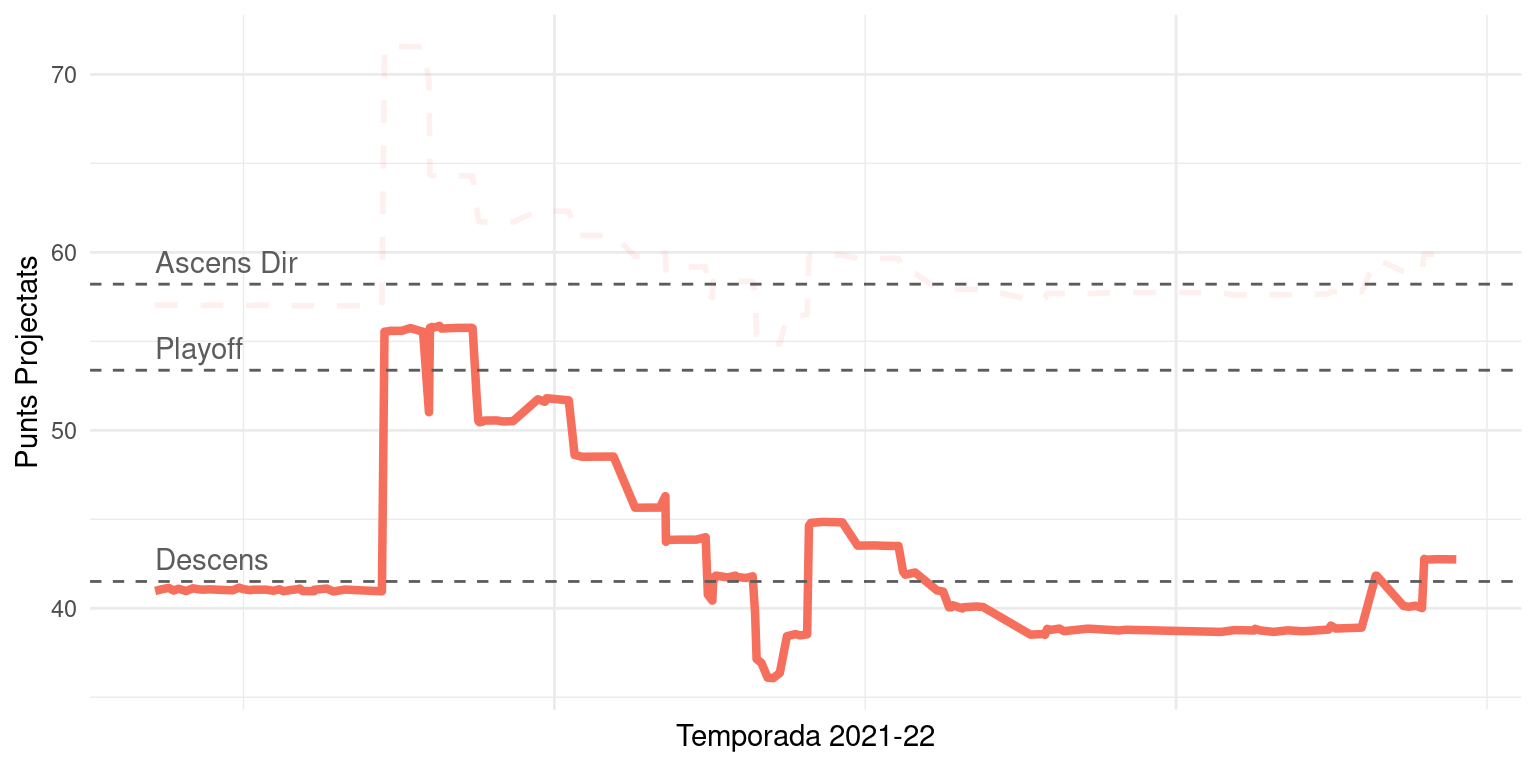 70
60
50
40
Punts Projectats
Ascens Dir
Playoff
Descens
Temporada 2021-22